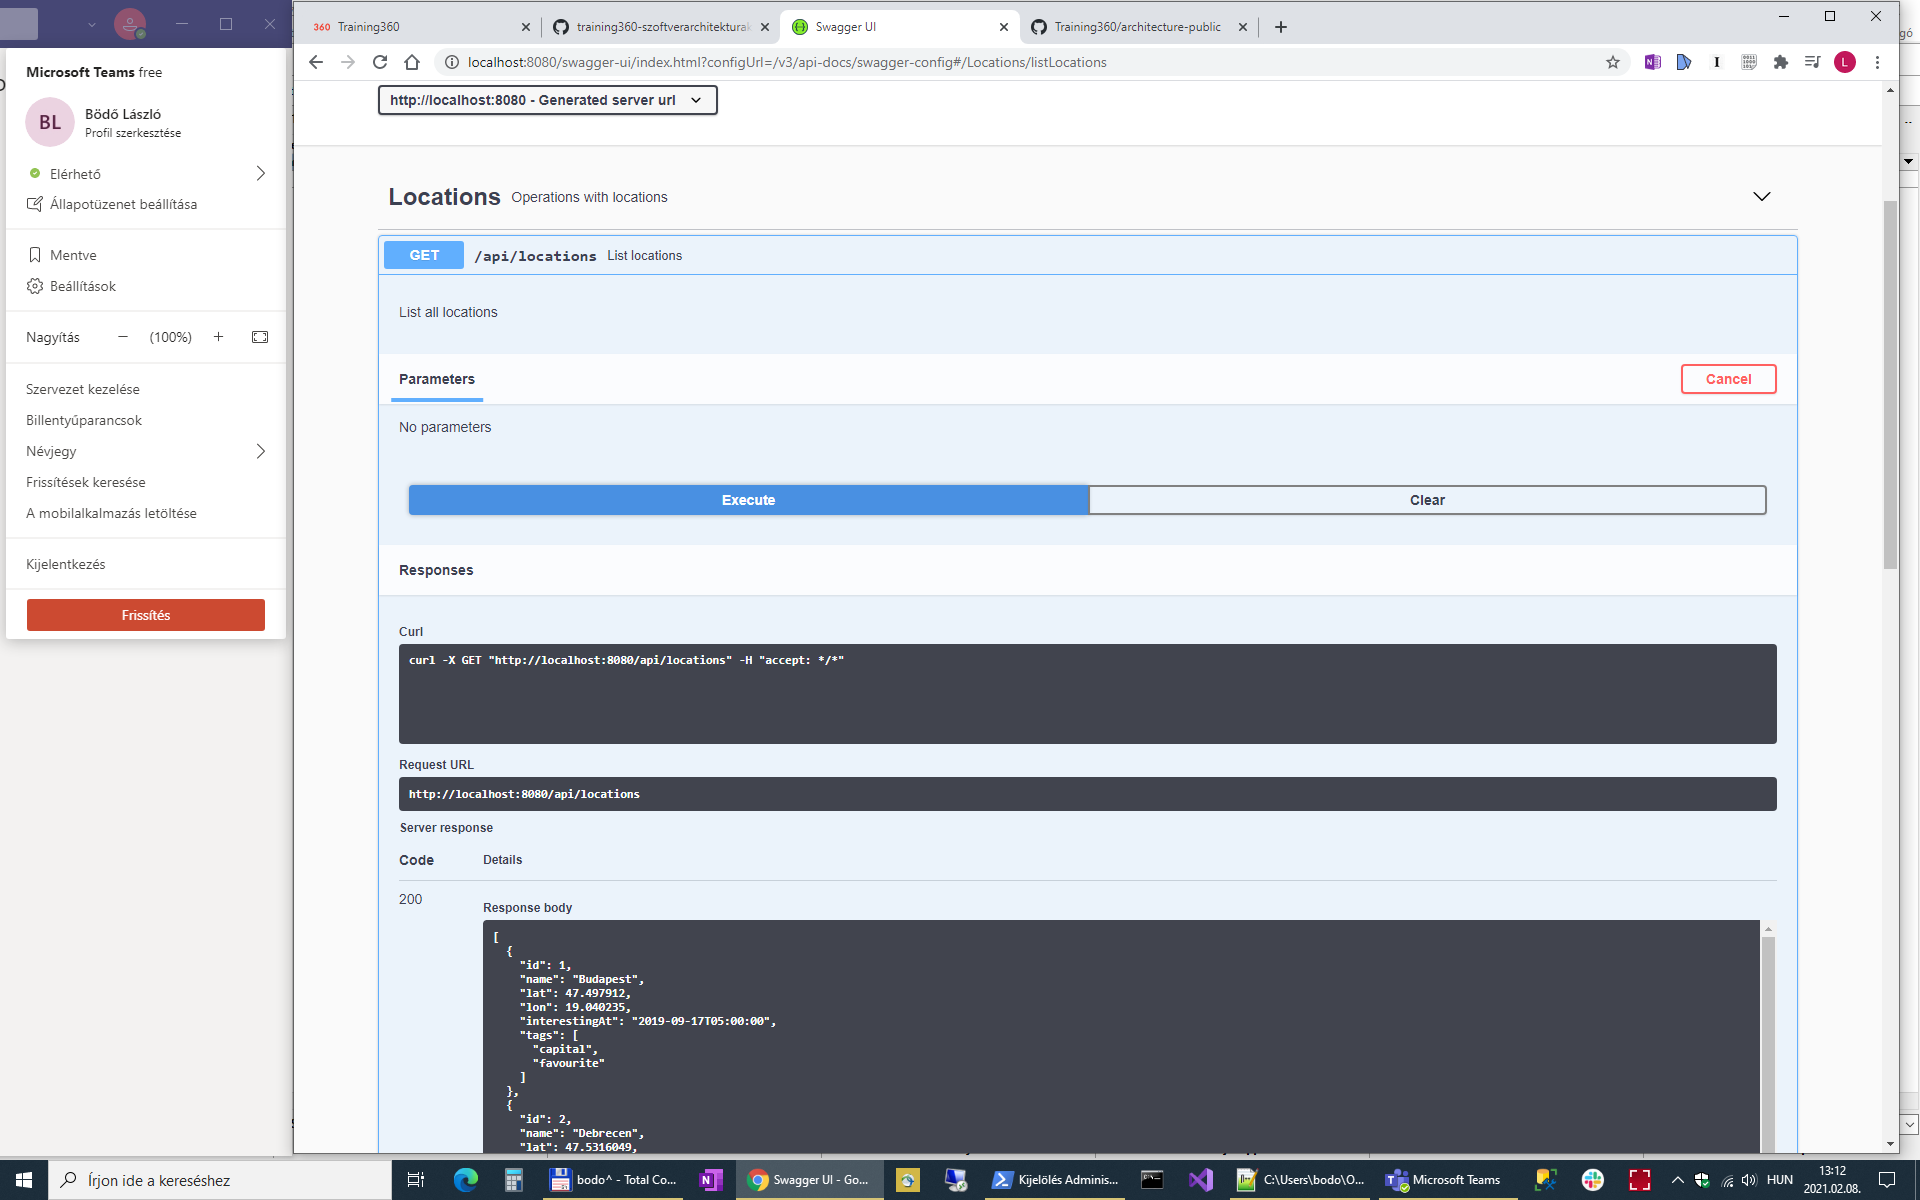 Microsoft Teams free
BL
Bödő László
Profil szerkesztése
Elérhető
Állapotüzenet beállítása
Mentve
Beállítások
Nagyítás − (100%) +
Szervezet kezelése
Billentyűparancsok
Névjegy
Frissítések keresése
A mobilalkalmazás letöltése
Kijelentkezés
Frissítés
360 Training360
training360-szoftverarchitekturak
Swagger UI
Training360/architecture-public
localhost:8080/swagger-ui/index.html?configUrl=/v3/api-docs/swagger-config#/Locations/listLocations
L
http://localhost:8080 - Generated server url
Locations Operations with locations
GET /api/locations List locations
List all locations
Parameters
Cancel
No parameters
Execute
Clear
Responses
Curl
curl -X GET "http://localhost:8080/api/locations" -H "accept: */*"
Request URL
http://localhost:8080/api/locations
Server response
Code Details
200
Response body
[
{
"id": 1,
"name": "Budapest",
"lat": 47.497912,
"lon": 19.040235,
"interestingAt": "2019-09-17T05:00:00",
"tags": [
"capital",
"favourite"
]
},
{
"id": 2,
"name": "Debrecen",
"lat": 47.5316049,
Írjon ide a kereséshez
bodo^ - Total Co...
Swagger UI - Go...
Kijelölés Adminis...
C:\Users\bodo\O...
Microsoft Teams
HUN
13:12
2021.02.08.